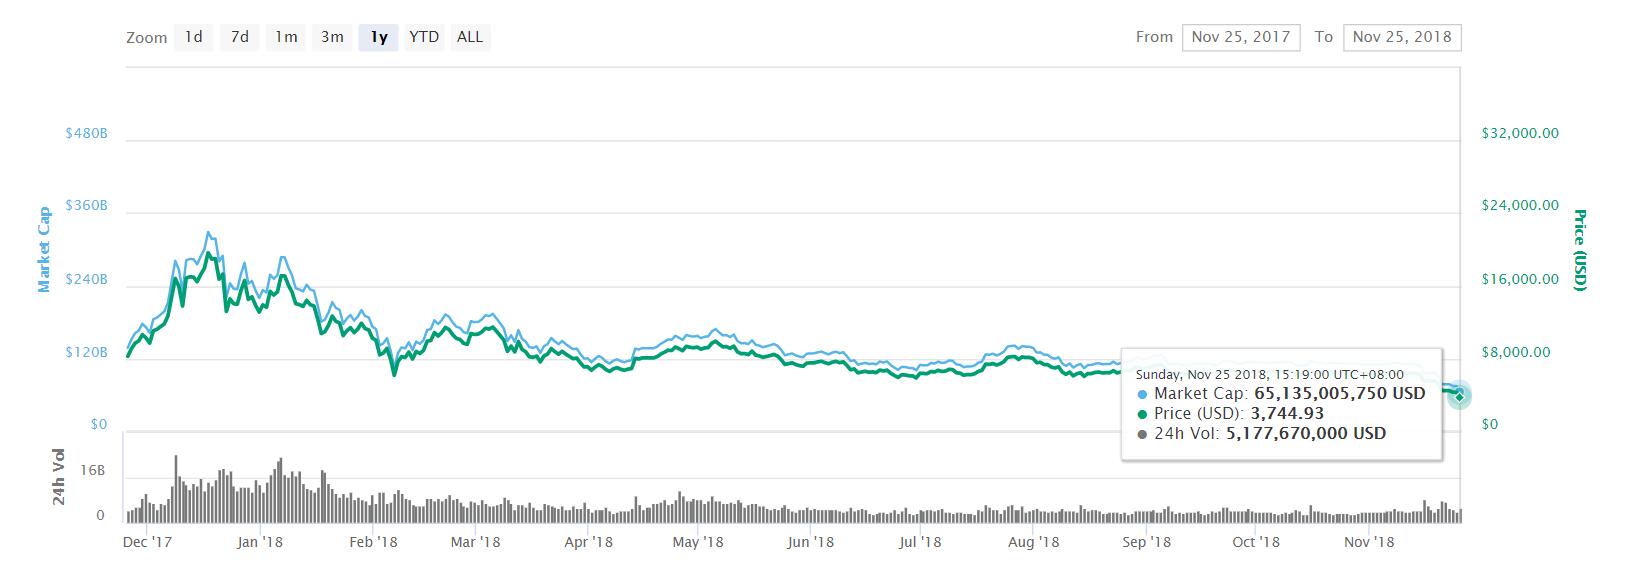 Zoom 1d 7d 1m 3m 1y YTD ALL From Nov 25, 2017 To Nov 25, 2018
$480B $32,000.00
$360B $24,000.00
Market Cap
Price (USD)
$240B $16,000.00
$120B $8,000.00
Sunday, Nov 25 2018, 15:19:00 UTC+08:00
● Market Cap: 65,135,005,750 USD
● Price (USD): 3,744.93
$0 $0
● 24h Vol: 5,177,670,000 USD
24h Vol
16B
0
Dec '17 Jan '18 Feb '18 Mar '18 Apr '18 May '18 Jun '18 Jul '18 Aug '18 Sep '18 Oct '18 Nov '18